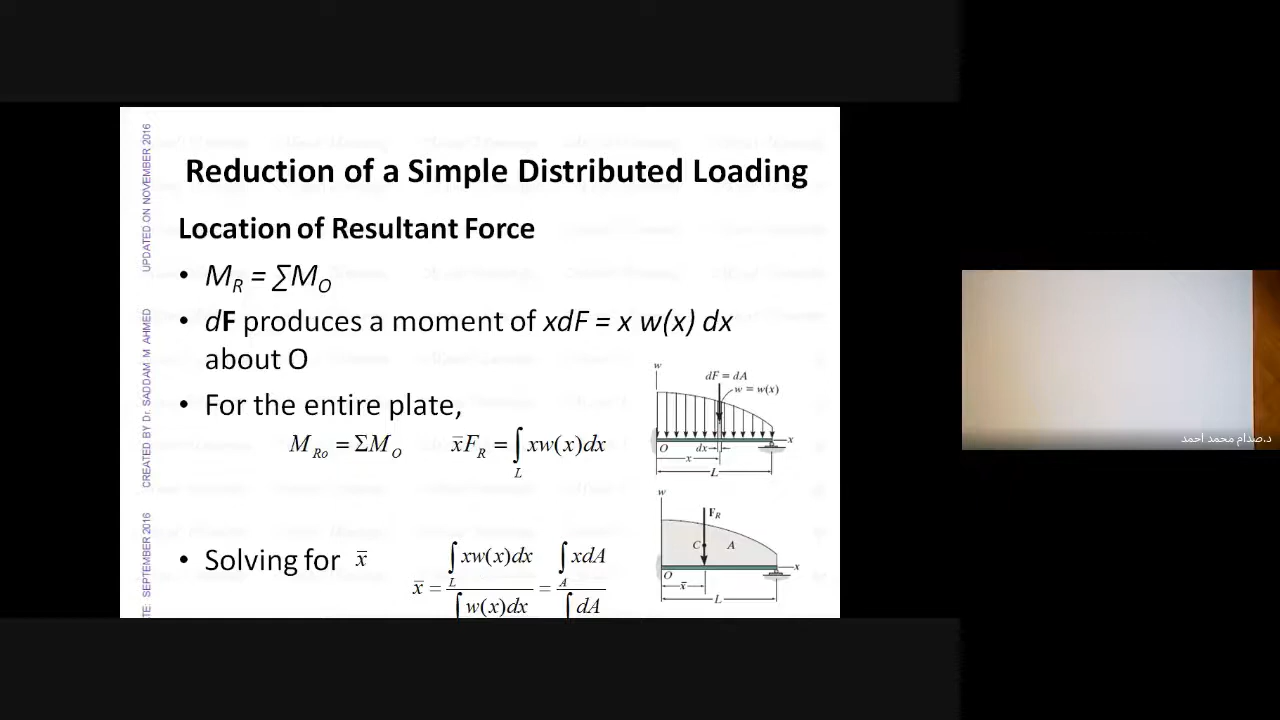 Reduction of a Simple Distributed Loading
Location of Resultant Force
• M_R = ∑M_O
• dF produces a moment of xdF = x w(x) dx
about O
• For the entire plate,
M_Ro = ΣM_O x̄F_R = ∫_L xw(x)dx
• Solving for x̄
x̄ = ∫_L xw(x)dx / ∫ w(x)dx = ∫_A xdA / ∫ dA
w
dF = dA
w = w(x)
O
dx
x
x
L
w
F_R
C
A
O
x
x̄
L
UPDATED ON NOVEMBER 2016
CREATED BY Dr. SADDAM M AHMED
TE: SEPTEMBER 2016
د.صدام محمد احمد